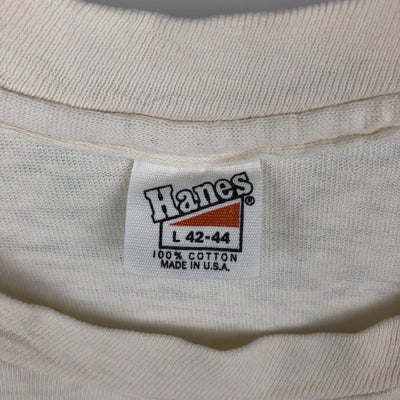 Hanes®
L 42-44
100% COTTON
MADE IN U.S.A.